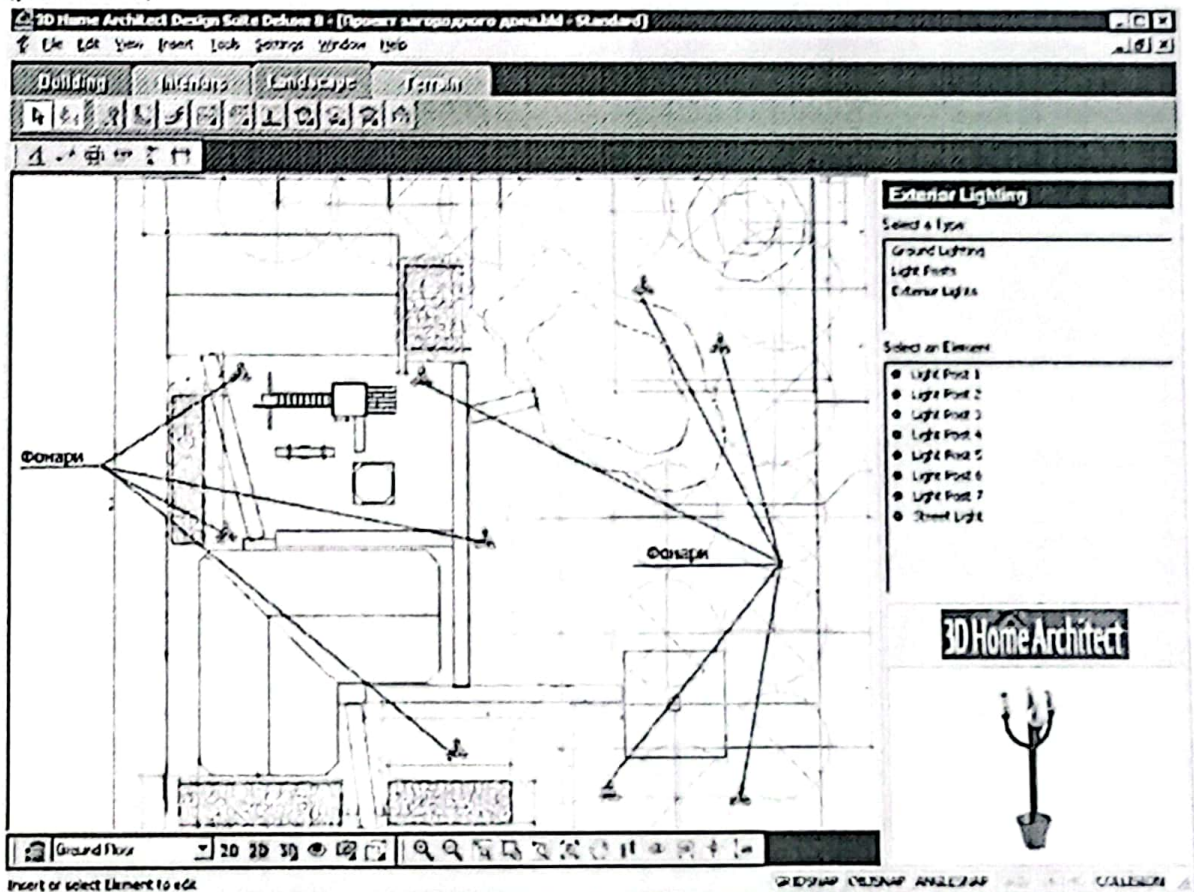 3D Home Architect Design Suite Deluxe 8 - [Проект загородного дома.bld - Standard]
File Edit View Insert Tools Settings Window Help
Building Interiors Landscape Terrain
Exterior Lighting
Select a Type
Ground Lighting
Light Posts
Exterior Lights
Select an Element
Light Post 1
Light Post 2
Light Post 3
Light Post 4
Light Post 5
Light Post 6
Light Post 7
Street Light
Фонари
Фонари
3D Home Architect
Ground Floor 2D 3D 3D
Insert or select Element to edit
GRIDSNAP OBJSNAP ANGLESNAP COLLISION